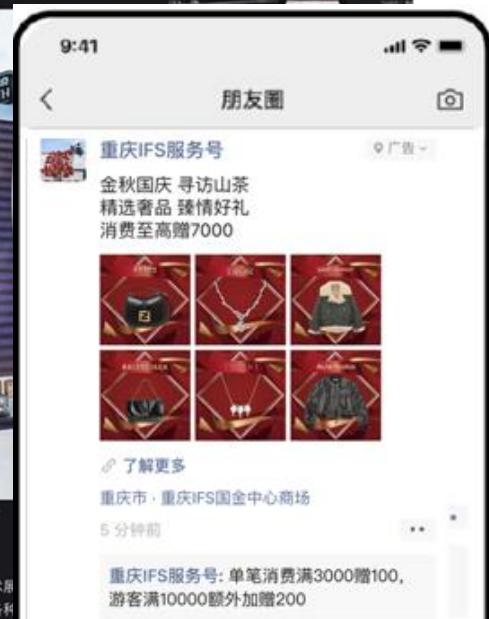 9:41
朋友圈
重庆IFS服务号
广告
金秋国庆 寻访山茶
精选奢品 臻情好礼
消费至高赠7000
了解更多
重庆市 · 重庆IFS国金中心商场
5 分钟前
重庆IFS服务号: 单笔消费满3000赠100,
游客满10000额外加赠200